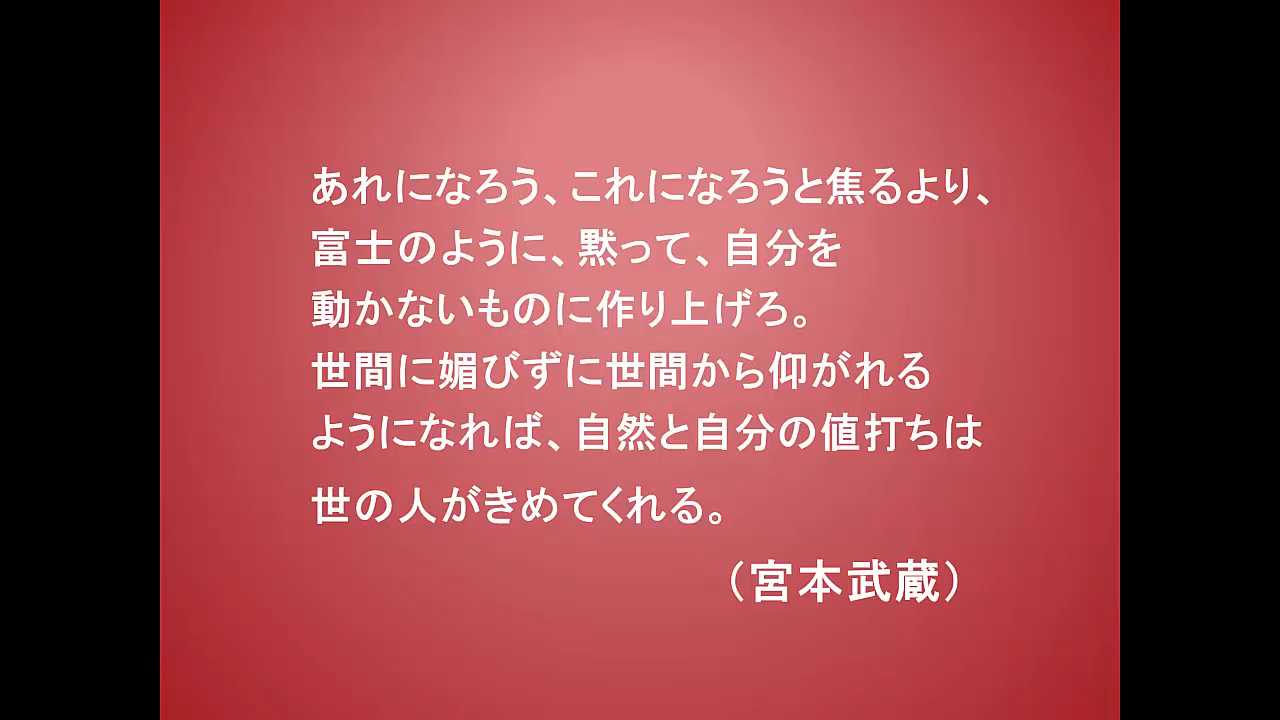 あれになろう、これになろうと焦るより、
富士のように、黙って、自分を
動かないものに作り上げろ。
世間に媚びずに世間から仰がれる
ようになれば、自然と自分の値打ちは
世の人がきめてくれる。
（宮本武蔵）